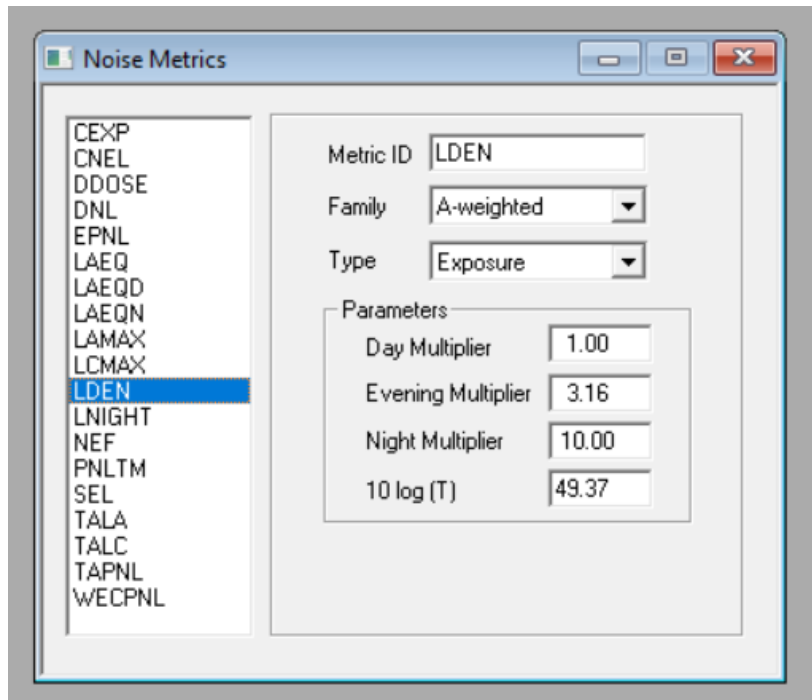 Noise Metrics
CEXP
CNEL
DDOSE
DNL
EPNL
LAEQ
LAEQD
LAEQN
LAMAX
LCMAX
LDEN
LNIGHT
NEF
PNLTM
SEL
TALA
TALC
TAPNL
WECPNL
Metric ID LDEN
Family A-weighted
Type Exposure
Parameters
Day Multiplier 1.00
Evening Multiplier 3.16
Night Multiplier 10.00
10 log (T) 49.37